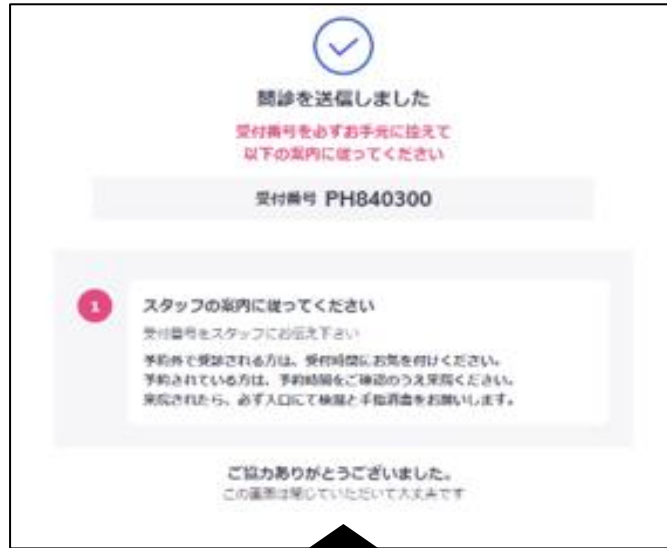 問診を送信しました
受付番号を必ずお手元に控えて
以下の案内に従ってください
受付番号 PH840300
1
スタッフの案内に従ってください
受付番号をスタッフにお伝え下さい
予約外で受診される方は、受付時間にお気を付けください。
予約されている方は、予約時間をご確認のうえ来院ください。
来院されたら、必ず入口にて検温と手指消毒をお願いします。
ご協力ありがとうございました。
この画面は閉じていただいて大丈夫です